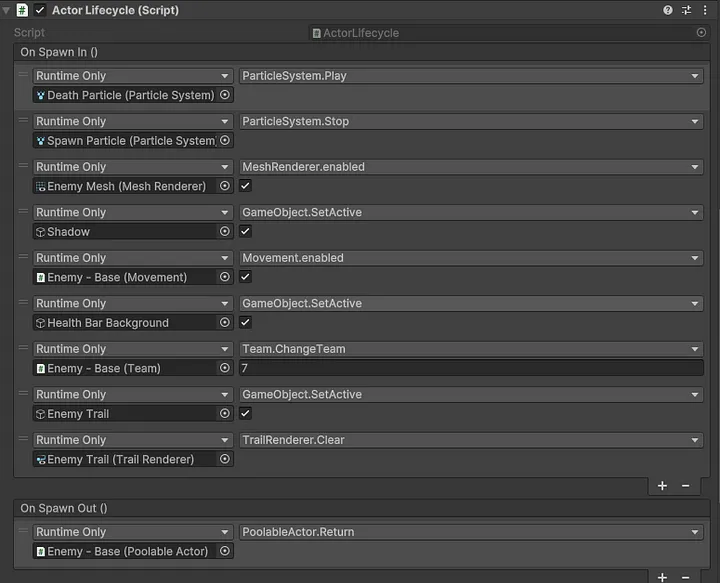 Actor Lifecycle (Script)
Script
ActorLifecycle
On Spawn In ()
Runtime Only
ParticleSystem.Play
Death Particle (Particle System)
Runtime Only
ParticleSystem.Stop
Spawn Particle (Particle System
Runtime Only
MeshRenderer.enabled
Enemy Mesh (Mesh Renderer)
Runtime Only
GameObject.SetActive
Shadow
Runtime Only
Movement.enabled
Enemy - Base (Movement)
Runtime Only
GameObject.SetActive
Health Bar Background
Runtime Only
Team.ChangeTeam
Enemy - Base (Team)
7
Runtime Only
GameObject.SetActive
Enemy Trail
Runtime Only
TrailRenderer.Clear
Enemy Trail (Trail Renderer)
On Spawn Out ()
Runtime Only
PoolableActor.Return
Enemy - Base (Poolable Actor)